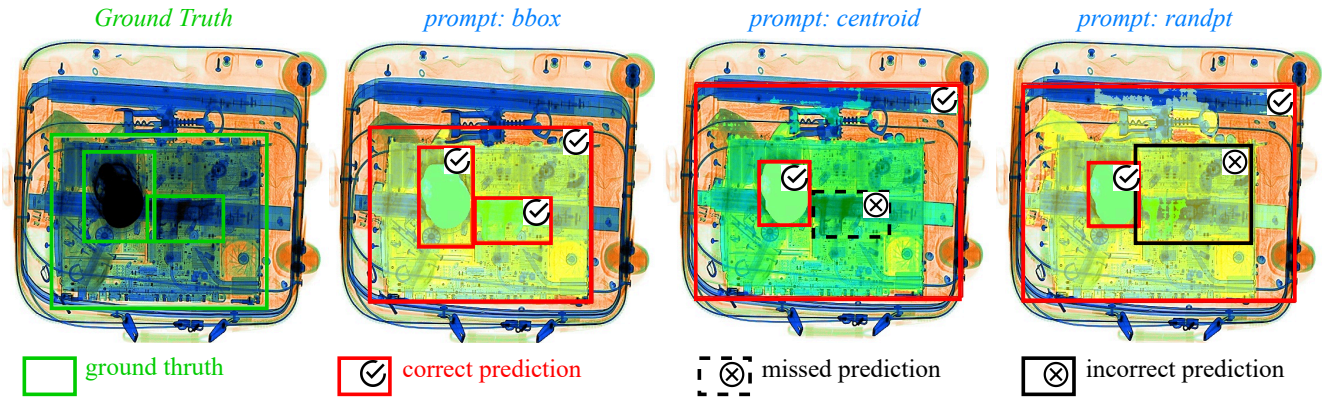 Ground Truth
prompt: bbox
prompt: centroid
prompt: randpt
ground thruth
correct prediction
missed prediction
incorrect prediction